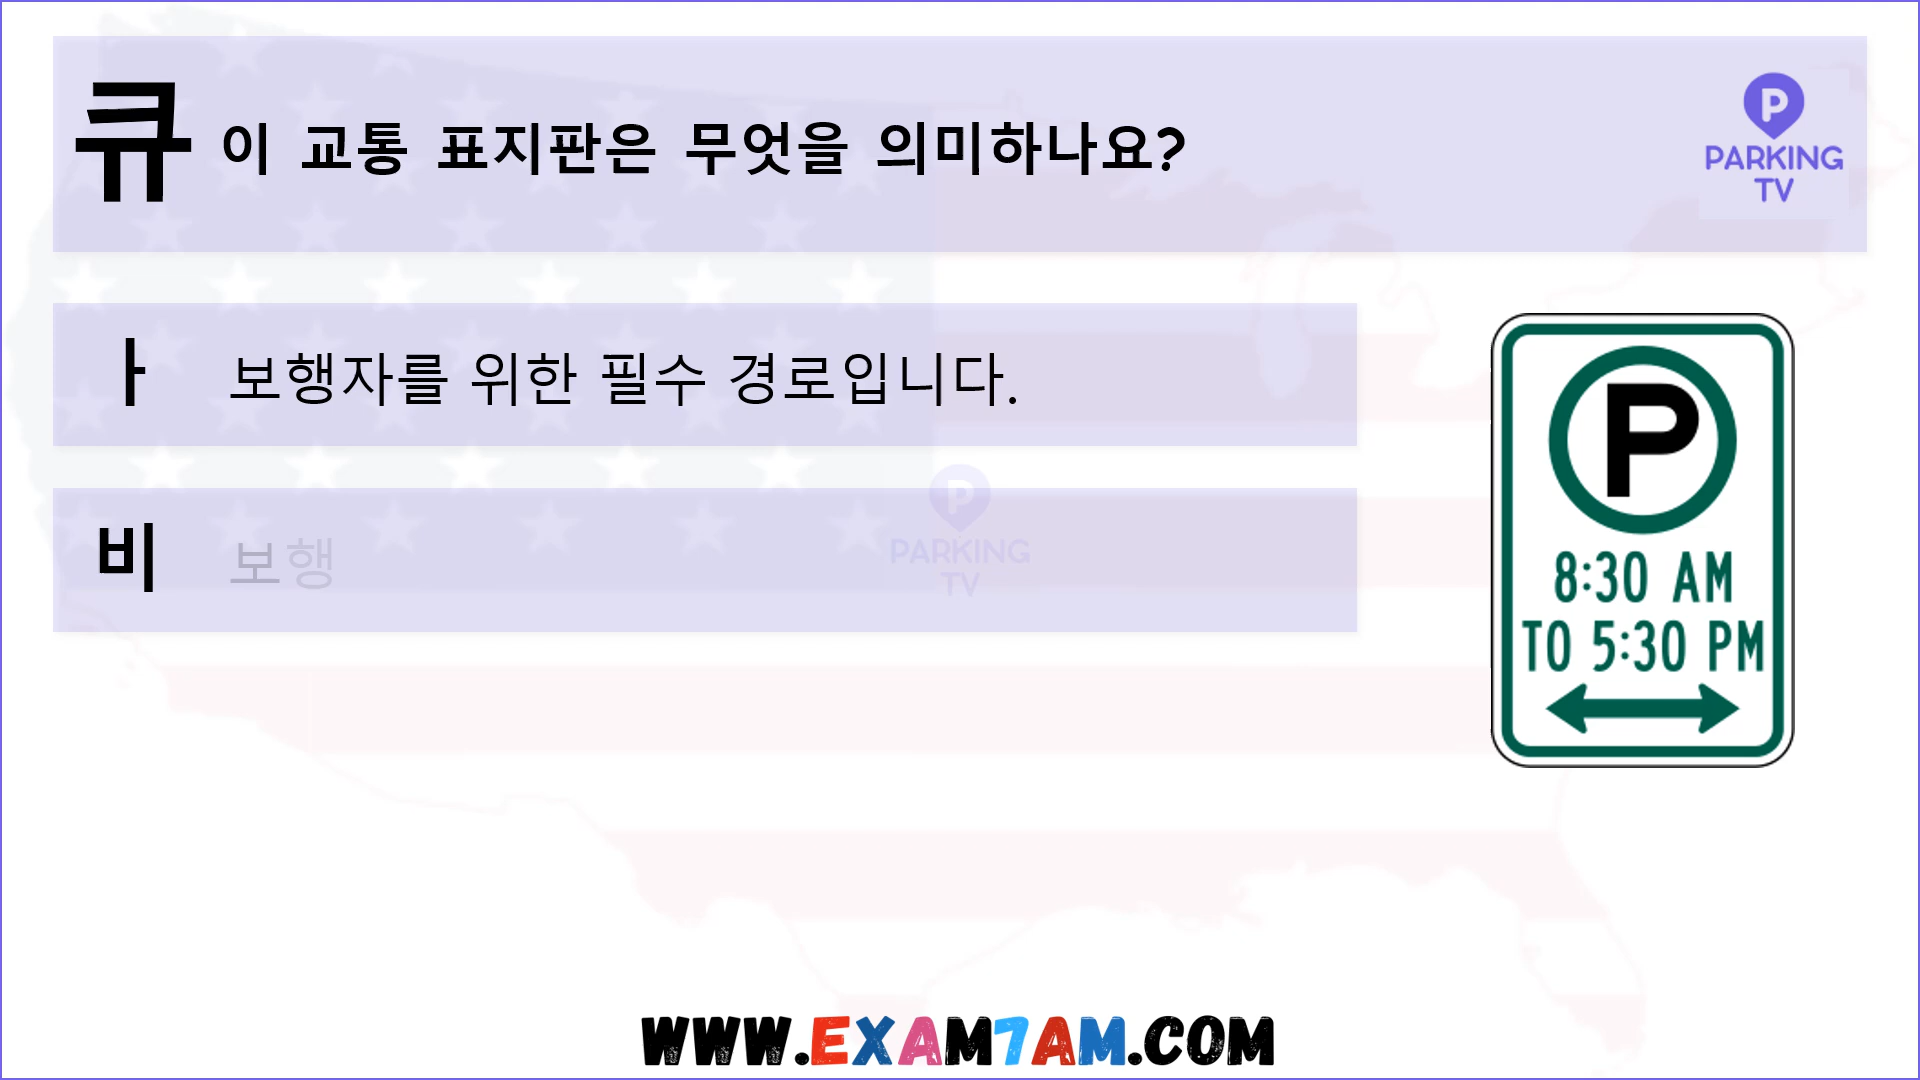 큐 이 교통 표지판은 무엇을 의미하나요?
PARKING
TV
ㅏ 보행자를 위한 필수 경로입니다.
비 보행
PARKING
TV
P
8:30 AM
TO 5:30 PM
WWW.EXAM7AM.COM